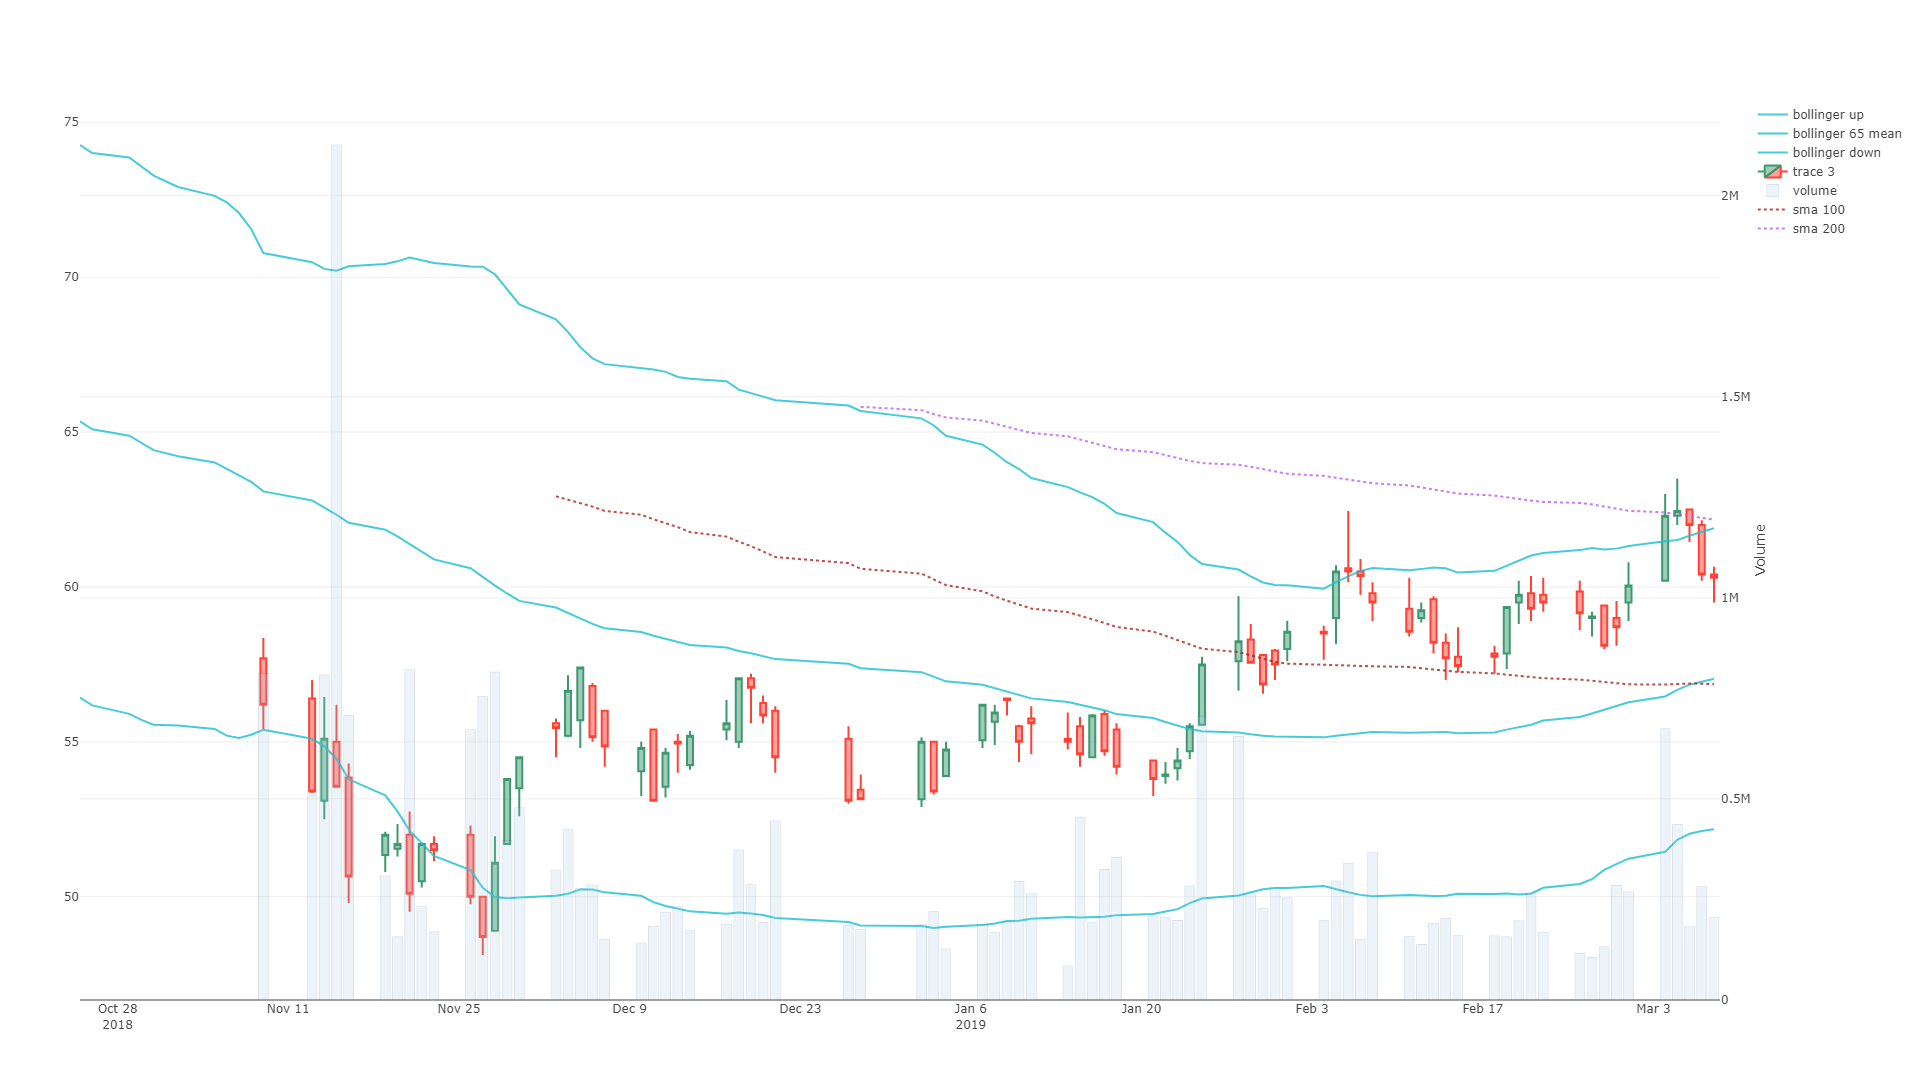 75
70
65
60
55
50
Oct 28
2018
Nov 11
Nov 25
Dec 9
Dec 23
Jan 6
2019
Jan 20
Feb 3
Feb 17
Mar 3
2M
1.5M
1M
0.5M
0
Volume
bollinger up
bollinger 65 mean
bollinger down
trace 3
volume
sma 100
sma 200